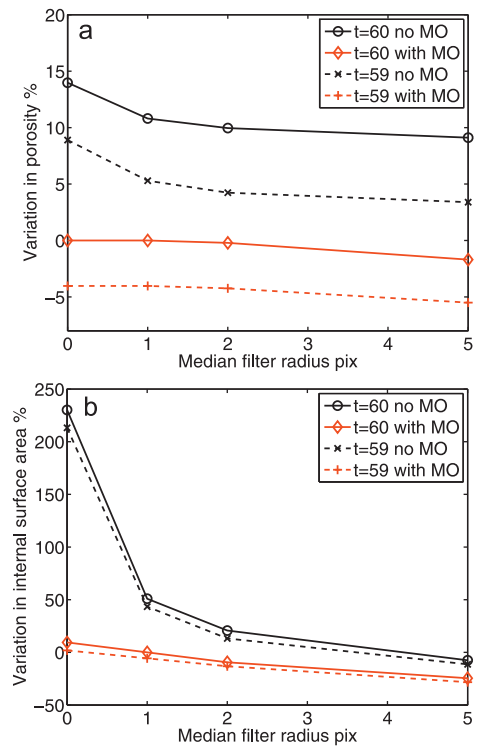 20
15
10
5
0
−5
Variation in porosity %
a
t=60 no MO
t=60 with MO
t=59 no MO
t=59 with MO
0 1 2 3 4 5
Median filter radius pix
250
200
150
100
50
0
−50
Variation in internal surface area %
b
t=60 no MO
t=60 with MO
t=59 no MO
t=59 with MO
0 1 2 3 4 5
Median filter radius pix